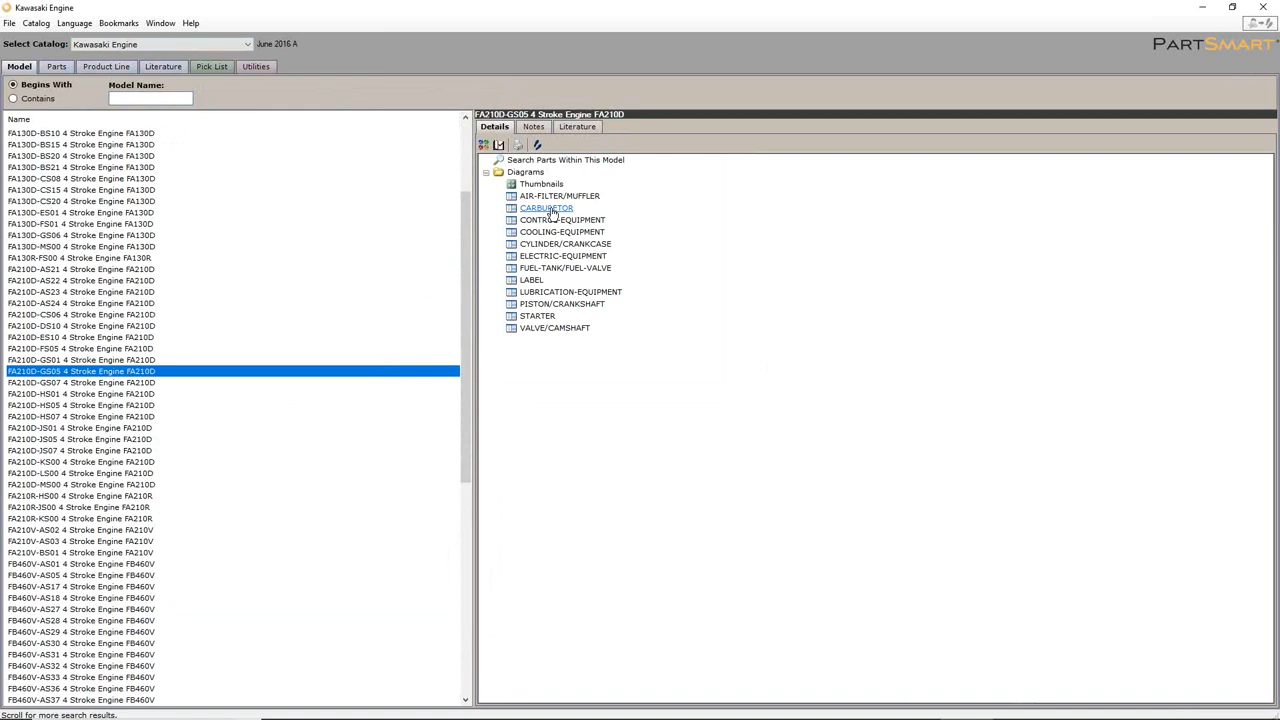 Kawasaki Engine
File Catalog Language Bookmarks Window Help
Select Catalog: Kawasaki Engine June 2016 A
PARTSMART
Model Parts Product Line Literature Pick List Utilities
Begins With
Contains
Model Name:
Name
FA130D-BS10 4 Stroke Engine FA130D
FA130D-BS15 4 Stroke Engine FA130D
FA130D-BS20 4 Stroke Engine FA130D
FA130D-BS21 4 Stroke Engine FA130D
FA130D-CS08 4 Stroke Engine FA130D
FA130D-CS15 4 Stroke Engine FA130D
FA130D-CS20 4 Stroke Engine FA130D
FA130D-ES01 4 Stroke Engine FA130D
FA130D-FS01 4 Stroke Engine FA130D
FA130D-GS06 4 Stroke Engine FA130D
FA130D-MS00 4 Stroke Engine FA130D
FA130R-FS00 4 Stroke Engine FA130R
FA210D-AS21 4 Stroke Engine FA210D
FA210D-AS22 4 Stroke Engine FA210D
FA210D-AS23 4 Stroke Engine FA210D
FA210D-AS24 4 Stroke Engine FA210D
FA210D-CS06 4 Stroke Engine FA210D
FA210D-DS10 4 Stroke Engine FA210D
FA210D-ES10 4 Stroke Engine FA210D
FA210D-FS05 4 Stroke Engine FA210D
FA210D-GS01 4 Stroke Engine FA210D
FA210D-GS05 4 Stroke Engine FA210D
FA210D-GS07 4 Stroke Engine FA210D
FA210D-HS01 4 Stroke Engine FA210D
FA210D-HS05 4 Stroke Engine FA210D
FA210D-HS07 4 Stroke Engine FA210D
FA210D-JS01 4 Stroke Engine FA210D
FA210D-JS05 4 Stroke Engine FA210D
FA210D-JS07 4 Stroke Engine FA210D
FA210D-KS00 4 Stroke Engine FA210D
FA210D-LS00 4 Stroke Engine FA210D
FA210D-MS00 4 Stroke Engine FA210D
FA210R-HS00 4 Stroke Engine FA210R
FA210R-JS00 4 Stroke Engine FA210R
FA210R-KS00 4 Stroke Engine FA210R
FA210V-AS02 4 Stroke Engine FA210V
FA210V-AS03 4 Stroke Engine FA210V
FA210V-BS01 4 Stroke Engine FA210V
FB460V-AS01 4 Stroke Engine FB460V
FB460V-AS05 4 Stroke Engine FB460V
FB460V-AS17 4 Stroke Engine FB460V
FB460V-AS18 4 Stroke Engine FB460V
FB460V-AS27 4 Stroke Engine FB460V
FB460V-AS28 4 Stroke Engine FB460V
FB460V-AS29 4 Stroke Engine FB460V
FB460V-AS30 4 Stroke Engine FB460V
FB460V-AS31 4 Stroke Engine FB460V
FB460V-AS32 4 Stroke Engine FB460V
FB460V-AS33 4 Stroke Engine FB460V
FB460V-AS36 4 Stroke Engine FB460V
FB460V-AS37 4 Stroke Engine FB460V
FA210D-GS05 4 Stroke Engine FA210D
Details Notes Literature
Search Parts Within This Model
Diagrams
Thumbnails
AIR-FILTER/MUFFLER
CARBURETOR
CONTROL-EQUIPMENT
COOLING-EQUIPMENT
CYLINDER/CRANKCASE
ELECTRIC-EQUIPMENT
FUEL-TANK/FUEL-VALVE
LABEL
LUBRICATION-EQUIPMENT
PISTON/CRANKSHAFT
STARTER
VALVE/CAMSHAFT
Scroll for more search results.